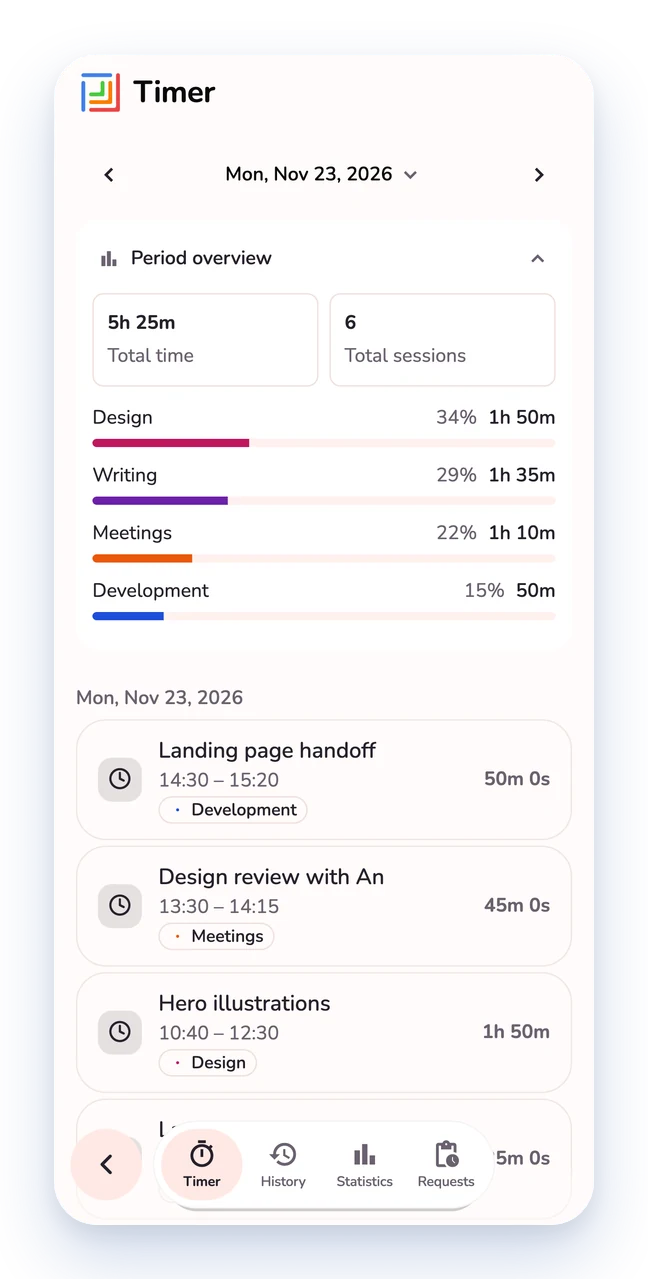 Timer
Mon, Nov 23, 2026
Period overview
5h 25m
Total time
6
Total sessions
Design 34% 1h 50m
Writing 29% 1h 35m
Meetings 22% 1h 10m
Development 15% 50m
Mon, Nov 23, 2026
Landing page handoff
14:30 – 15:20
50m 0s
Development
Design review with An
13:30 – 14:15
45m 0s
Meetings
Hero illustrations
10:40 – 12:30
1h 50m
Design
5m 0s
Timer
History
Statistics
Requests